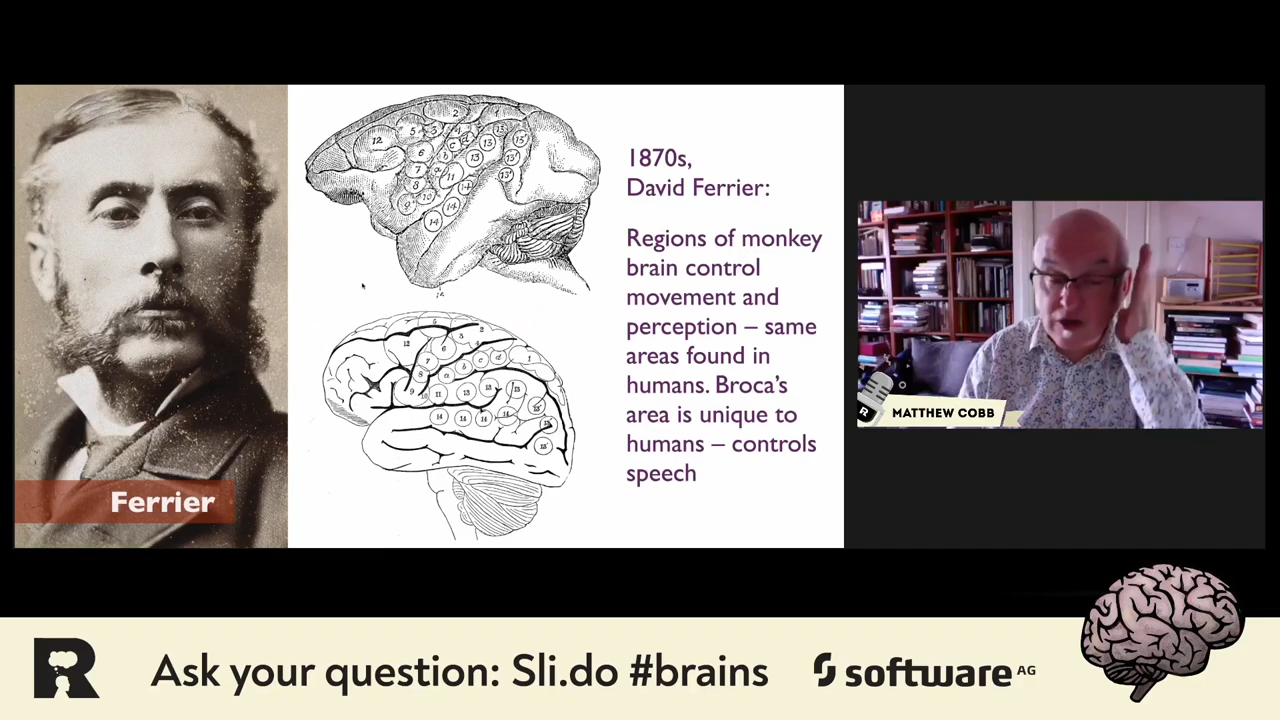 Ferrier
1870s,
David Ferrier:
Regions of monkey
brain control
movement and
perception – same
areas found in
humans. Broca's
area is unique to
humans – controls
speech
MATTHEW COBB
R
Ask your question: Sli.do #brains
software AG